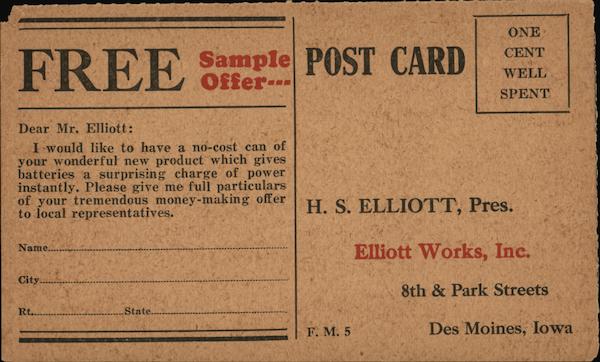 FREE Sample Offer---
Dear Mr. Elliott:
I would like to have a no-cost can of
your wonderful new product which gives
batteries a surprising charge of power
instantly. Please give me full particulars
of your tremendous money-making offer
to local representatives.
Name
City
Rt. State
POST CARD
ONE
CENT
WELL
SPENT
H. S. ELLIOTT, Pres.
Elliott Works, Inc.
8th & Park Streets
F. M. 5 Des Moines, Iowa